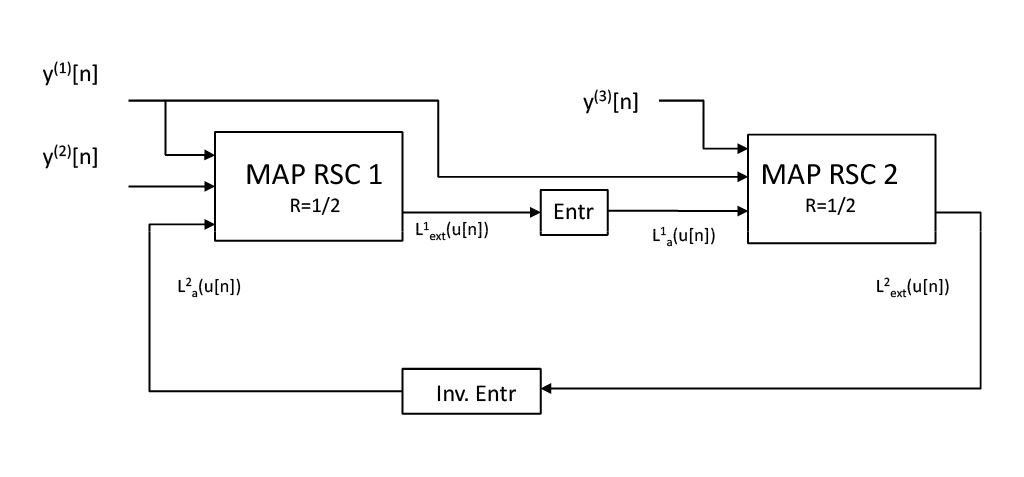 y⁽¹⁾[n]
y⁽³⁾[n]
y⁽²⁾[n]
MAP RSC 1
R=1/2
MAP RSC 2
R=1/2
Entr
L¹ₑₓₜ(u[n])
L¹ₐ(u[n])
L²ₐ(u[n])
L²ₑₓₜ(u[n])
Inv. Entr